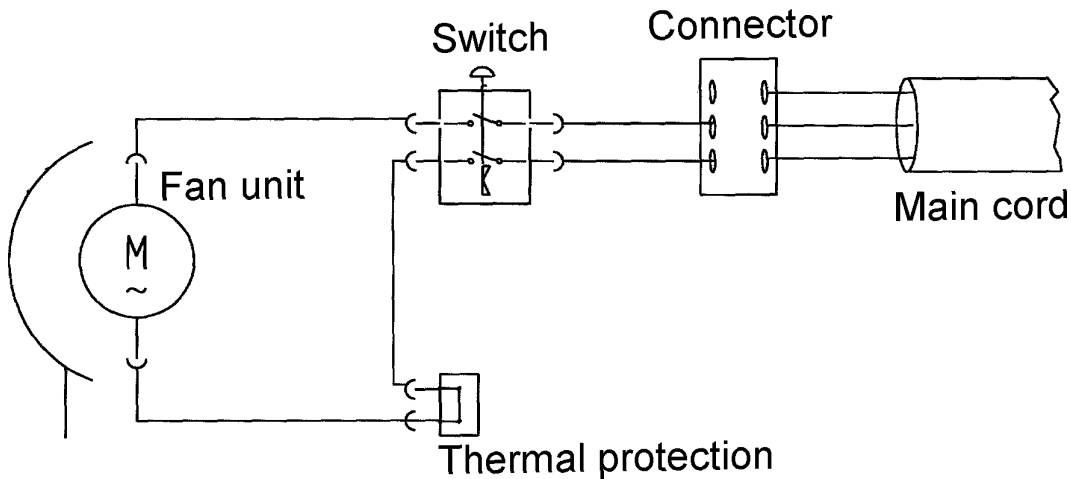 Switch
Connector
Fan unit
Main cord
M
~
Thermal protection